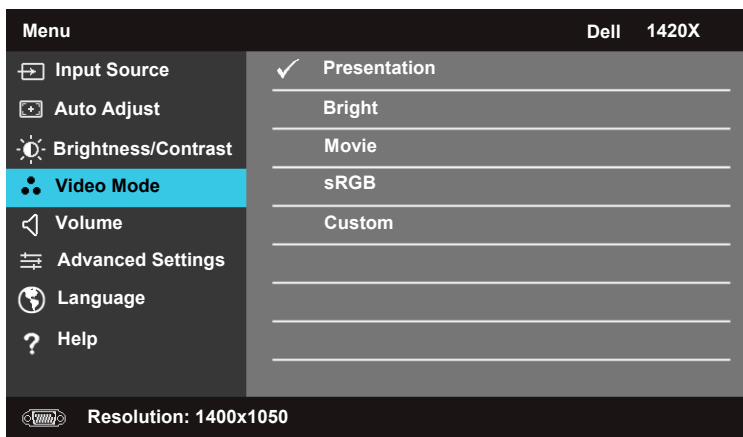 Menu
Dell 1420X
Input Source
Auto Adjust
Brightness/Contrast
Video Mode
Volume
Advanced Settings
Language
? Help
Presentation
Bright
Movie
sRGB
Custom
Resolution: 1400x1050